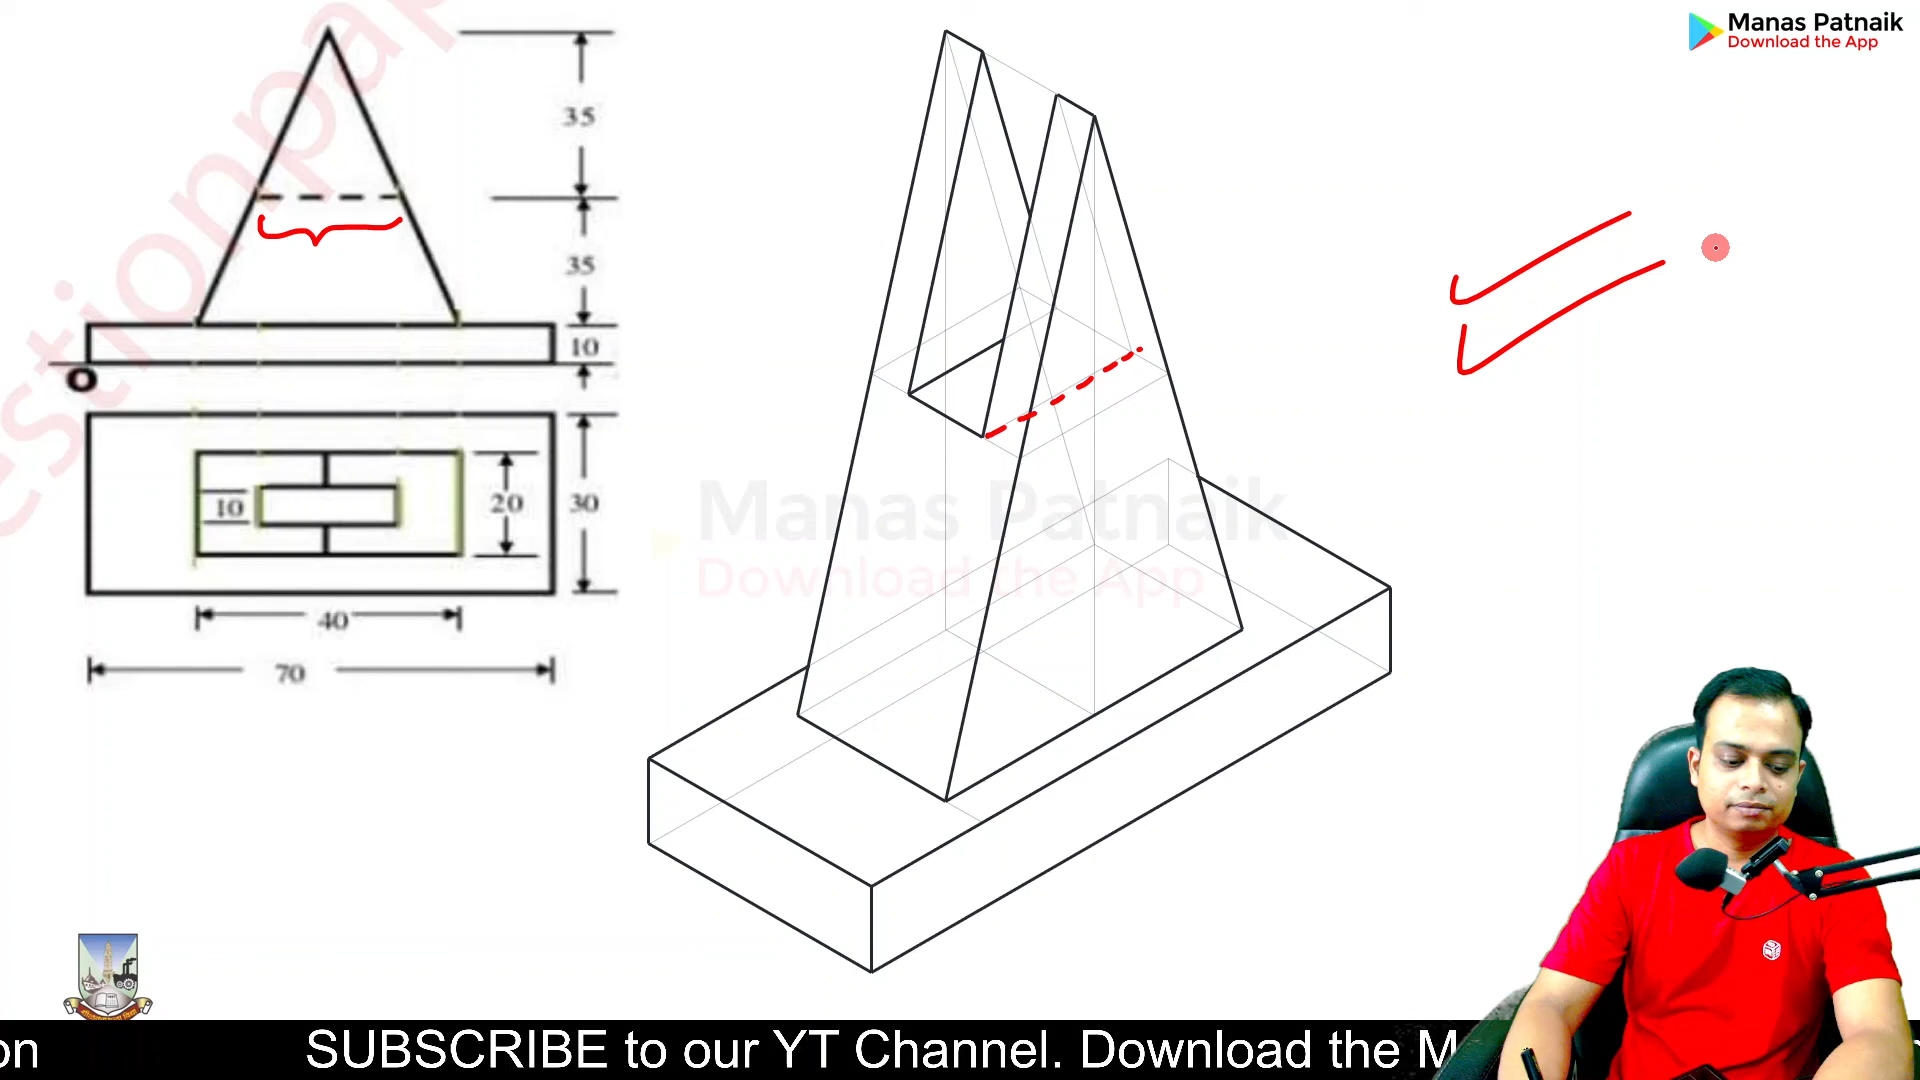 Manas Patnaik
Download the App
estionpap
35
35
10
O
10
20
30
40
70
Manas Patnaik
Download the App
on SUBSCRIBE to our YT Channel. Download the M